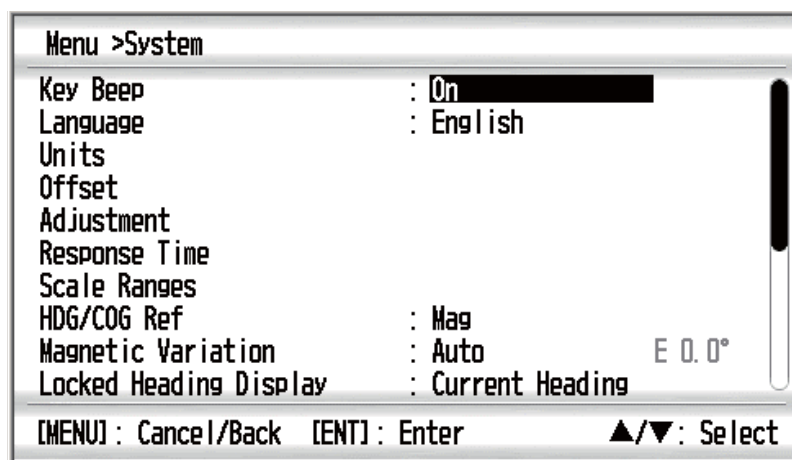 Menu >System
Key Beep : On
Language : English
Units
Offset
Adjustment
Response Time
Scale Ranges
HDG/COG Ref : Mag
Magnetic Variation : Auto E 0.0°
Locked Heading Display : Current Heading
[MENU] : Cancel/Back [ENT] : Enter ▲/▼: Select